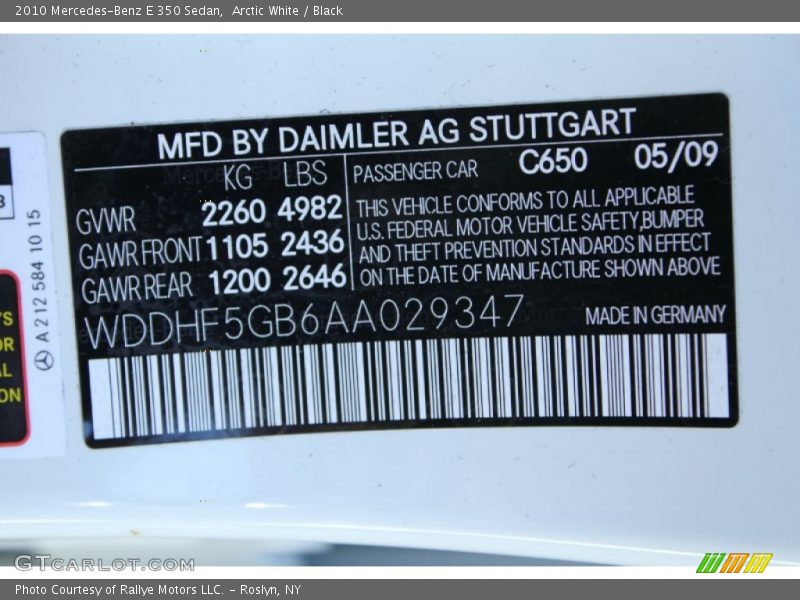 2010 Mercedes-Benz E 350 Sedan,  Arctic White / Black
MFD BY DAIMLER AG STUTTGART
KG LBS
GVWR 2260 4982
GAWR FRONT 1105 2436
GAWR REAR 1200 2646
PASSENGER CAR C650 05/09
THIS VEHICLE CONFORMS TO ALL APPLICABLE
U.S. FEDERAL MOTOR VEHICLE SAFETY, BUMPER
AND THEFT PREVENTION STANDARDS IN EFFECT
ON THE DATE OF MANUFACTURE SHOWN ABOVE
WDDHF5GB6AA029347 MADE IN GERMANY
A 212 584 10 15
GTCARLOT.COM
Photo Courtesy of Rallye Motors LLC. - Roslyn, NY